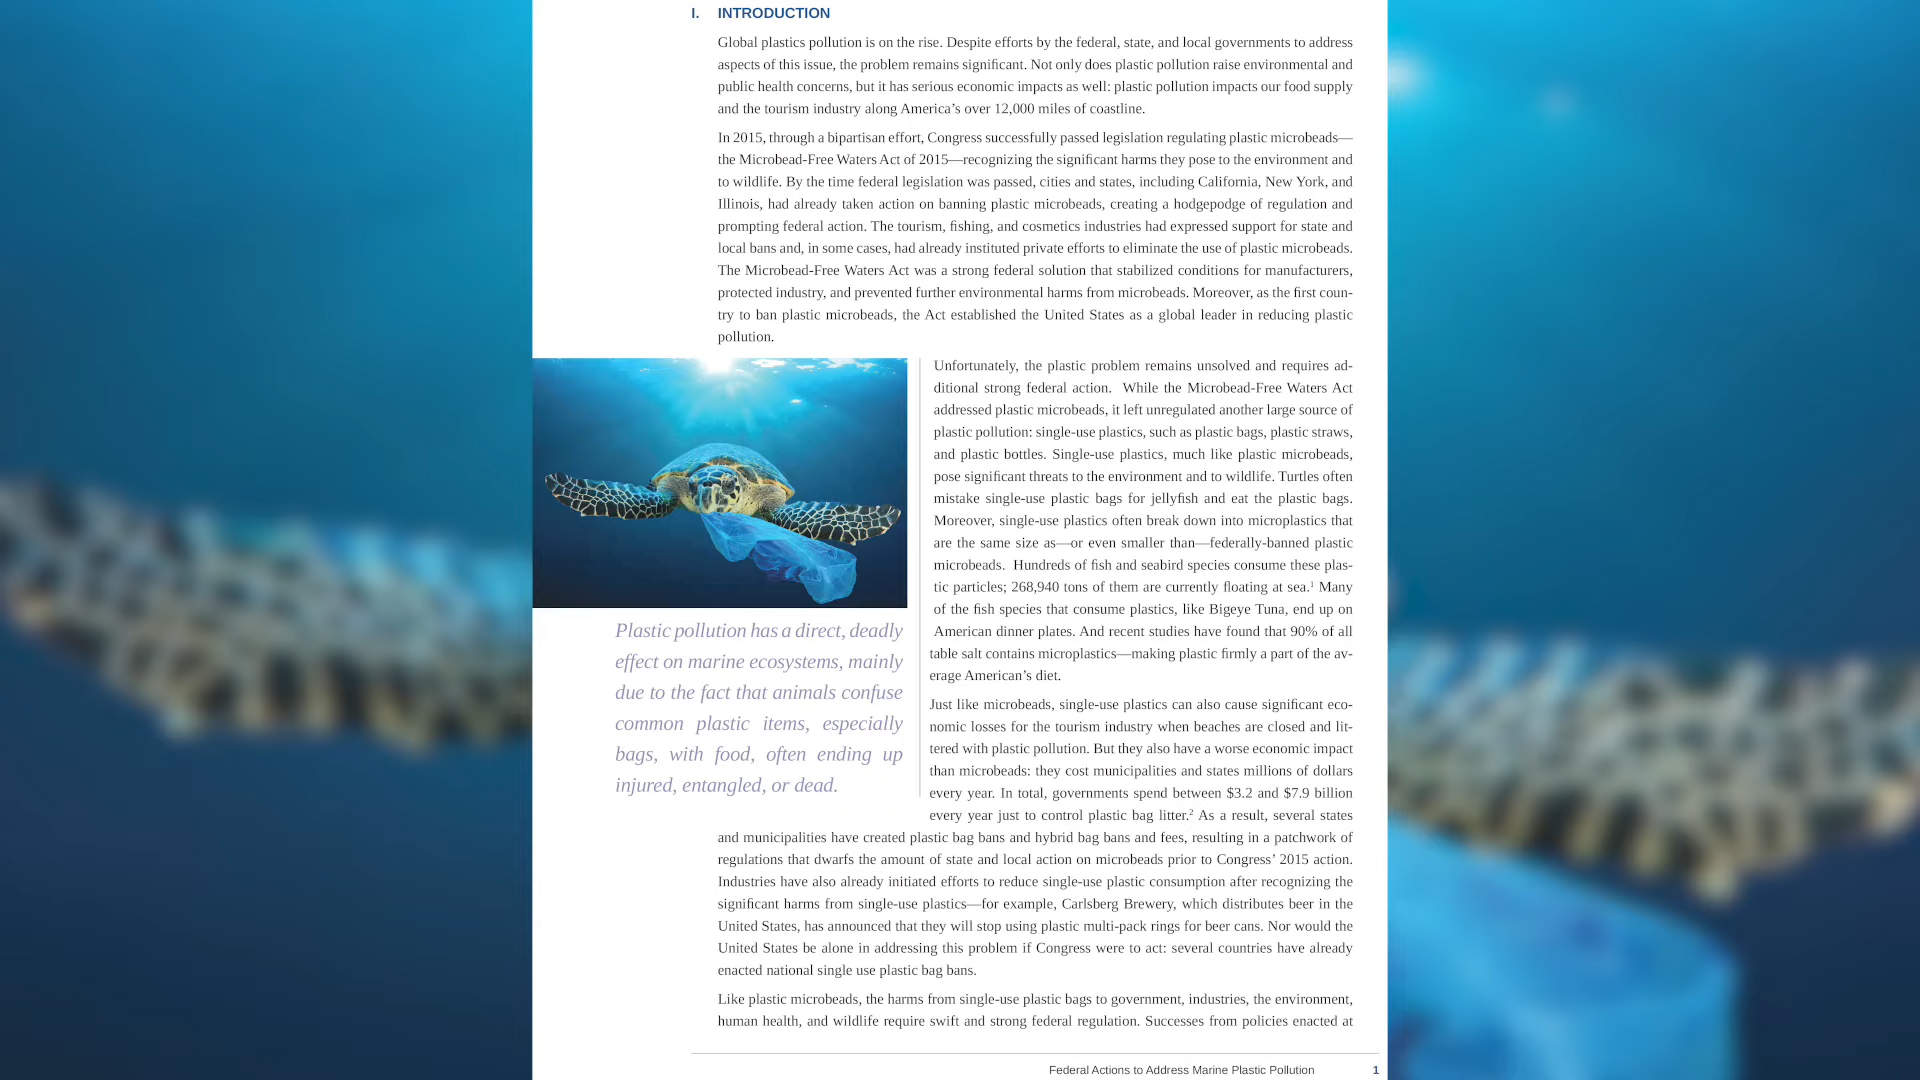 I. INTRODUCTION
Global plastics pollution is on the rise. Despite efforts by the federal, state, and local governments to address
aspects of this issue, the problem remains significant. Not only does plastic pollution raise environmental and
public health concerns, but it has serious economic impacts as well: plastic pollution impacts our food supply
and the tourism industry along America’s over 12,000 miles of coastline.
In 2015, through a bipartisan effort, Congress successfully passed legislation regulating plastic microbeads—
the Microbead-Free Waters Act of 2015—recognizing the significant harms they pose to the environment and
to wildlife. By the time federal legislation was passed, cities and states, including California, New York, and
Illinois, had already taken action on banning plastic microbeads, creating a hodgepodge of regulation and
prompting federal action. The tourism, fishing, and cosmetics industries had expressed support for state and
local bans and, in some cases, had already instituted private efforts to eliminate the use of plastic microbeads.
The Microbead-Free Waters Act was a strong federal solution that stabilized conditions for manufacturers,
protected industry, and prevented further environmental harms from microbeads. Moreover, as the first coun-
try to ban plastic microbeads, the Act established the United States as a global leader in reducing plastic
pollution.
Plastic pollution has a direct, deadly
effect on marine ecosystems, mainly
due to the fact that animals confuse
common plastic items, especially
bags, with food, often ending up
injured, entangled, or dead.
Unfortunately, the plastic problem remains unsolved and requires ad-
ditional strong federal action. While the Microbead-Free Waters Act
addressed plastic microbeads, it left unregulated another large source of
plastic pollution: single-use plastics, such as plastic bags, plastic straws,
and plastic bottles. Single-use plastics, much like plastic microbeads,
pose significant threats to the environment and to wildlife. Turtles often
mistake single-use plastic bags for jellyfish and eat the plastic bags.
Moreover, single-use plastics often break down into microplastics that
are the same size as—or even smaller than—federally-banned plastic
microbeads. Hundreds of fish and seabird species consume these plas-
tic particles; 268,940 tons of them are currently floating at sea.¹ Many
of the fish species that consume plastics, like Bigeye Tuna, end up on
American dinner plates. And recent studies have found that 90% of all
table salt contains microplastics—making plastic firmly a part of the av-
erage American’s diet.
Just like microbeads, single-use plastics can also cause significant eco-
nomic losses for the tourism industry when beaches are closed and lit-
tered with plastic pollution. But they also have a worse economic impact
than microbeads: they cost municipalities and states millions of dollars
every year. In total, governments spend between $3.2 and $7.9 billion
every year just to control plastic bag litter.² As a result, several states
and municipalities have created plastic bag bans and hybrid bag bans and fees, resulting in a patchwork of
regulations that dwarfs the amount of state and local action on microbeads prior to Congress’ 2015 action.
Industries have also already initiated efforts to reduce single-use plastic consumption after recognizing the
significant harms from single-use plastics—for example, Carlsberg Brewery, which distributes beer in the
United States, has announced that they will stop using plastic multi-pack rings for beer cans. Nor would the
United States be alone in addressing this problem if Congress were to act: several countries have already
enacted national single use plastic bag bans.
Like plastic microbeads, the harms from single-use plastic bags to government, industries, the environment,
human health, and wildlife require swift and strong federal regulation. Successes from policies enacted at
Federal Actions to Address Marine Plastic Pollution 1